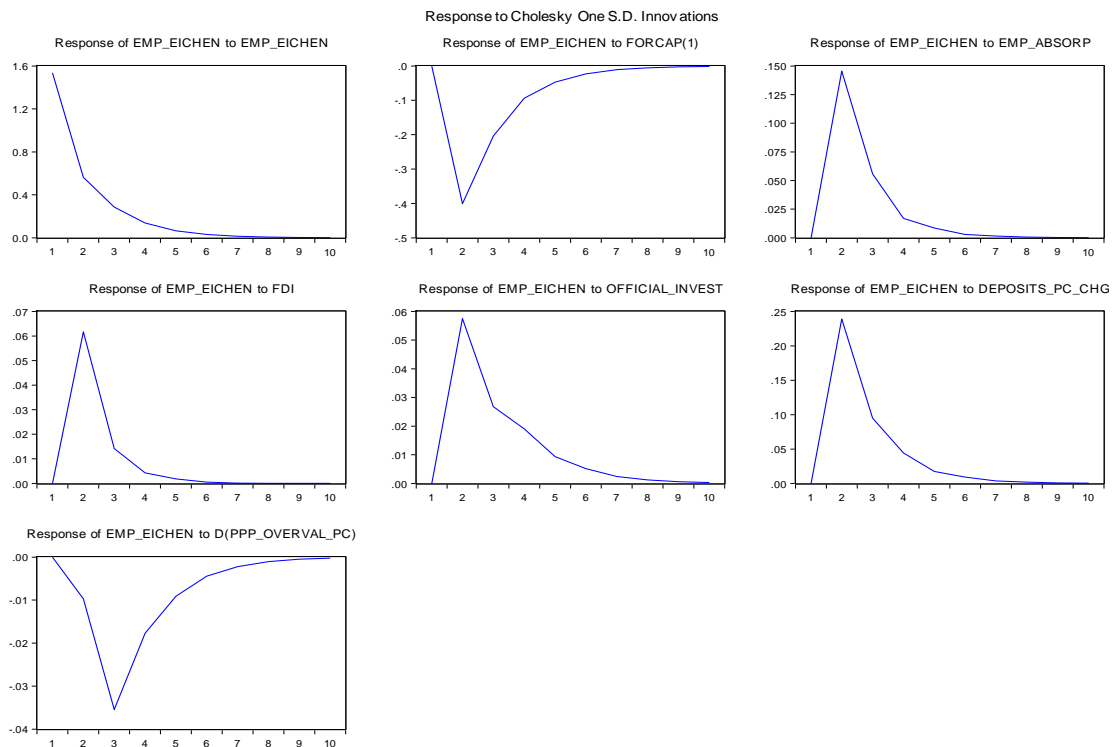 Response to Cholesky One S.D. Innovations
Response of EMP_EICHEN to EMP_EICHEN
1.6
1.2
0.8
0.4
0.0
1 2 3 4 5 6 7 8 9 10
Response of EMP_EICHEN to FORCAP(1)
.0
-.1
-.2
-.3
-.4
-.5
1 2 3 4 5 6 7 8 9 10
Response of EMP_EICHEN to EMP_ABSORP
.150
.125
.100
.075
.050
.025
.000
1 2 3 4 5 6 7 8 9 10
Response of EMP_EICHEN to FDI
.07
.06
.05
.04
.03
.02
.01
.00
1 2 3 4 5 6 7 8 9 10
Response of EMP_EICHEN to OFFICIAL_INVEST
.06
.05
.04
.03
.02
.01
.00
1 2 3 4 5 6 7 8 9 10
Response of EMP_EICHEN to DEPOSITS_PC_CHG
.25
.20
.15
.10
.05
.00
1 2 3 4 5 6 7 8 9 10
Response of EMP_EICHEN to D(PPP_OVERVAL_PC)
.00
-.01
-.02
-.03
-.04
1 2 3 4 5 6 7 8 9 10